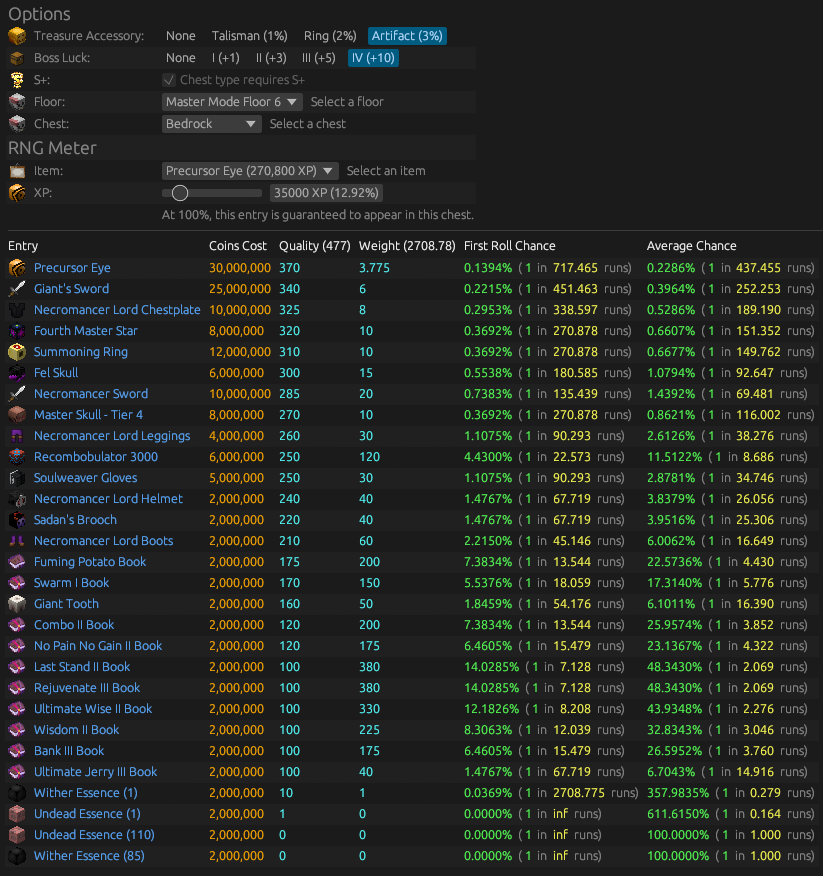 Options
Treasure Accessory: None Talisman (1%) Ring (2%) Artifact (3%)
Boss Luck: None I (+1) II (+3) III (+5) IV (+10)
S+: Chest type requires S+
Floor: Master Mode Floor 6 Select a floor
Chest: Bedrock Select a chest
RNG Meter
Item: Precursor Eye (270,800 XP) Select an item
XP: 35000 XP (12.92%)
At 100%, this entry is guaranteed to appear in this chest.
Entry Coins Cost Quality (477) Weight (2708.78) First Roll Chance Average Chance
Precursor Eye 30,000,000 370 3.775 0.1394% ( 1 in 717.465 runs) 0.2286% ( 1 in 437.455 runs)
Giant's Sword 25,000,000 340 6 0.2215% ( 1 in 451.463 runs) 0.3964% ( 1 in 252.253 runs)
Necromancer Lord Chestplate 10,000,000 325 8 0.2953% ( 1 in 338.597 runs) 0.5286% ( 1 in 189.190 runs)
Fourth Master Star 8,000,000 320 10 0.3692% ( 1 in 270.878 runs) 0.6607% ( 1 in 151.352 runs)
Summoning Ring 12,000,000 310 10 0.3692% ( 1 in 270.878 runs) 0.6677% ( 1 in 149.762 runs)
Fel Skull 6,000,000 300 15 0.5538% ( 1 in 180.585 runs) 1.0794% ( 1 in 92.647 runs)
Necromancer Sword 10,000,000 285 20 0.7383% ( 1 in 135.439 runs) 1.4392% ( 1 in 69.481 runs)
Master Skull - Tier 4 8,000,000 270 10 0.3692% ( 1 in 270.878 runs) 0.8621% ( 1 in 116.002 runs)
Necromancer Lord Leggings 4,000,000 260 30 1.1075% ( 1 in 90.293 runs) 2.6126% ( 1 in 38.276 runs)
Recombobulator 3000 6,000,000 250 120 4.4300% ( 1 in 22.573 runs) 11.5122% ( 1 in 8.686 runs)
Soulweaver Gloves 5,000,000 250 30 1.1075% ( 1 in 90.293 runs) 2.8781% ( 1 in 34.746 runs)
Necromancer Lord Helmet 2,000,000 240 40 1.4767% ( 1 in 67.719 runs) 3.8379% ( 1 in 26.056 runs)
Sadan's Brooch 2,000,000 220 40 1.4767% ( 1 in 67.719 runs) 3.9516% ( 1 in 25.306 runs)
Necromancer Lord Boots 2,000,000 210 60 2.2150% ( 1 in 45.146 runs) 6.0062% ( 1 in 16.649 runs)
Fuming Potato Book 2,000,000 175 200 7.3834% ( 1 in 13.544 runs) 22.5736% ( 1 in 4.430 runs)
Swarm I Book 2,000,000 170 150 5.5376% ( 1 in 18.059 runs) 17.3140% ( 1 in 5.776 runs)
Giant Tooth 2,000,000 160 50 1.8459% ( 1 in 54.176 runs) 6.1011% ( 1 in 16.390 runs)
Combo II Book 2,000,000 120 200 7.3834% ( 1 in 13.544 runs) 25.9574% ( 1 in 3.852 runs)
No Pain No Gain II Book 2,000,000 120 175 6.4605% ( 1 in 15.479 runs) 23.1367% ( 1 in 4.322 runs)
Last Stand II Book 2,000,000 100 380 14.0285% ( 1 in 7.128 runs) 48.3430% ( 1 in 2.069 runs)
Rejuvenate III Book 2,000,000 100 380 14.0285% ( 1 in 7.128 runs) 48.3430% ( 1 in 2.069 runs)
Ultimate Wise II Book 2,000,000 100 330 12.1826% ( 1 in 8.208 runs) 43.9348% ( 1 in 2.276 runs)
Wisdom II Book 2,000,000 100 225 8.3063% ( 1 in 12.039 runs) 32.8343% ( 1 in 3.046 runs)
Bank III Book 2,000,000 100 175 6.4605% ( 1 in 15.479 runs) 26.5952% ( 1 in 3.760 runs)
Ultimate Jerry III Book 2,000,000 100 40 1.4767% ( 1 in 67.719 runs) 6.7043% ( 1 in 14.916 runs)
Wither Essence (1) 2,000,000 10 1 0.0369% ( 1 in 2708.775 runs) 357.9835% ( 1 in 0.279 runs)
Undead Essence (1) 2,000,000 1 0 0.0000% ( 1 in inf runs) 611.6150% ( 1 in 0.164 runs)
Undead Essence (110) 2,000,000 0 0 0.0000% ( 1 in inf runs) 100.0000% ( 1 in 1.000 runs)
Wither Essence (85) 2,000,000 0 0 0.0000% ( 1 in inf runs) 100.0000% ( 1 in 1.000 runs)